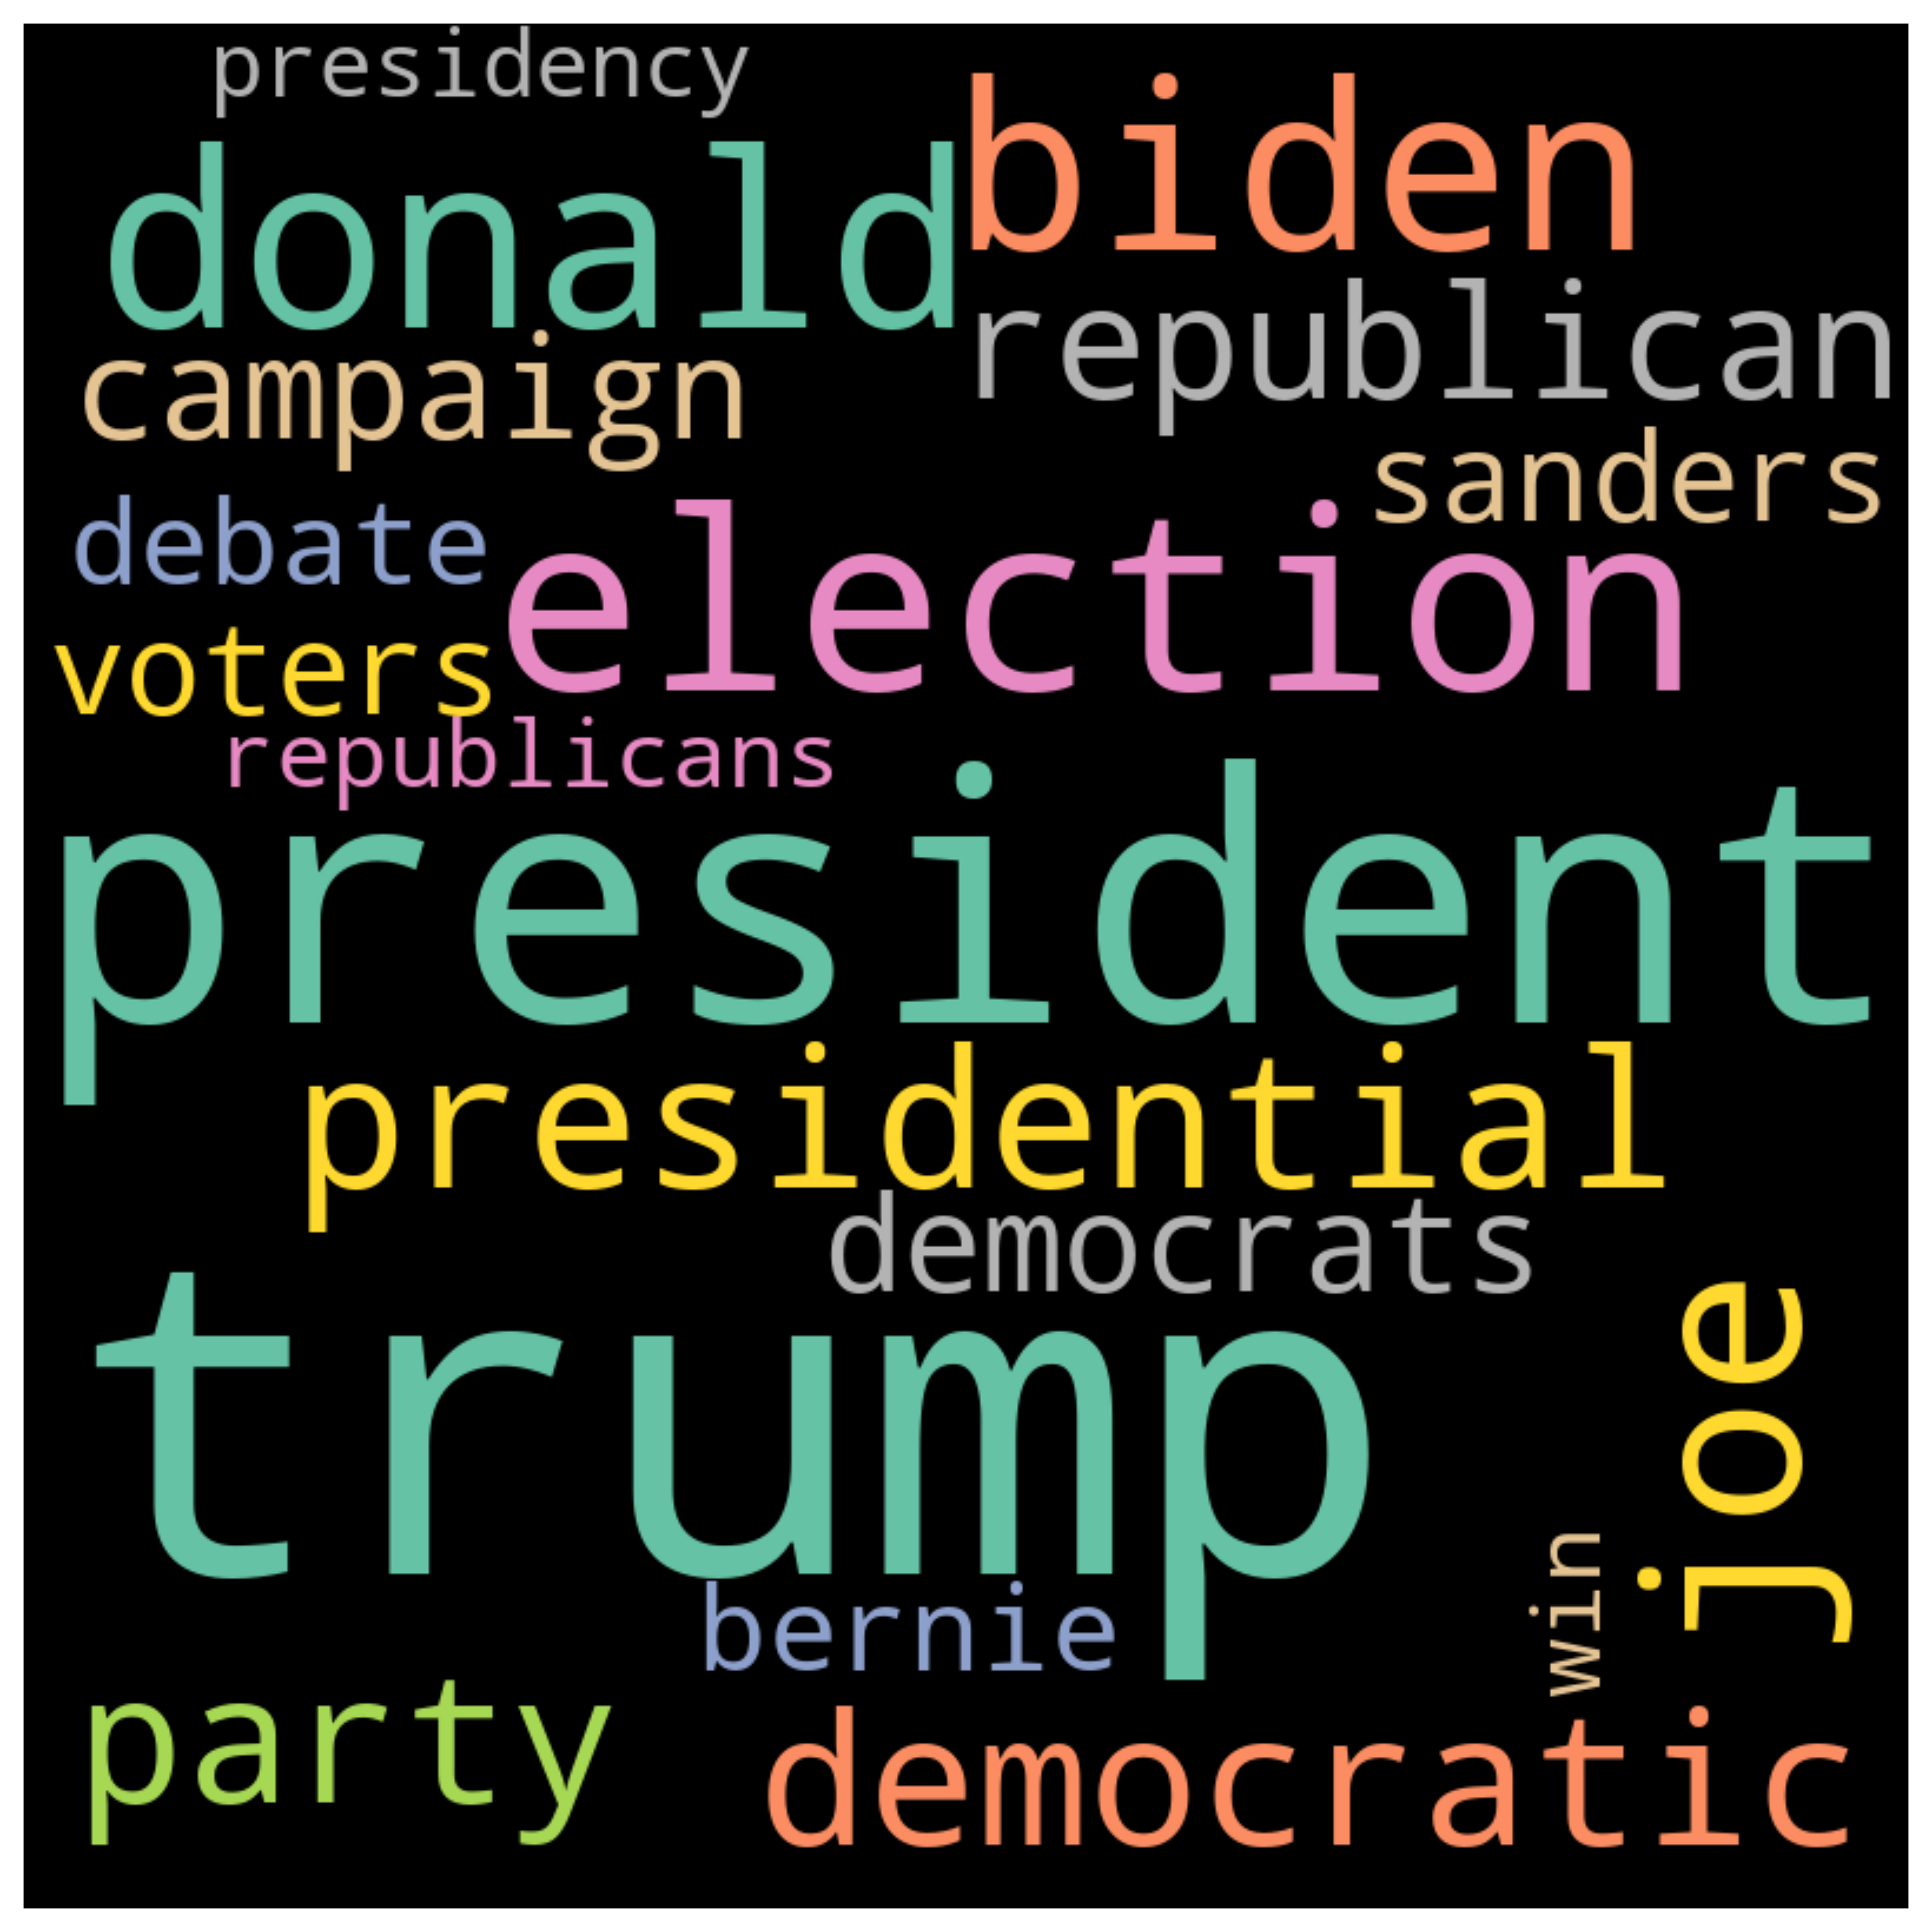 presidency
donald
biden
campaign
republican
sanders
debate
election
voters
republicans
president
presidential
democrats
trump
joe
win
bernie
party
democratic